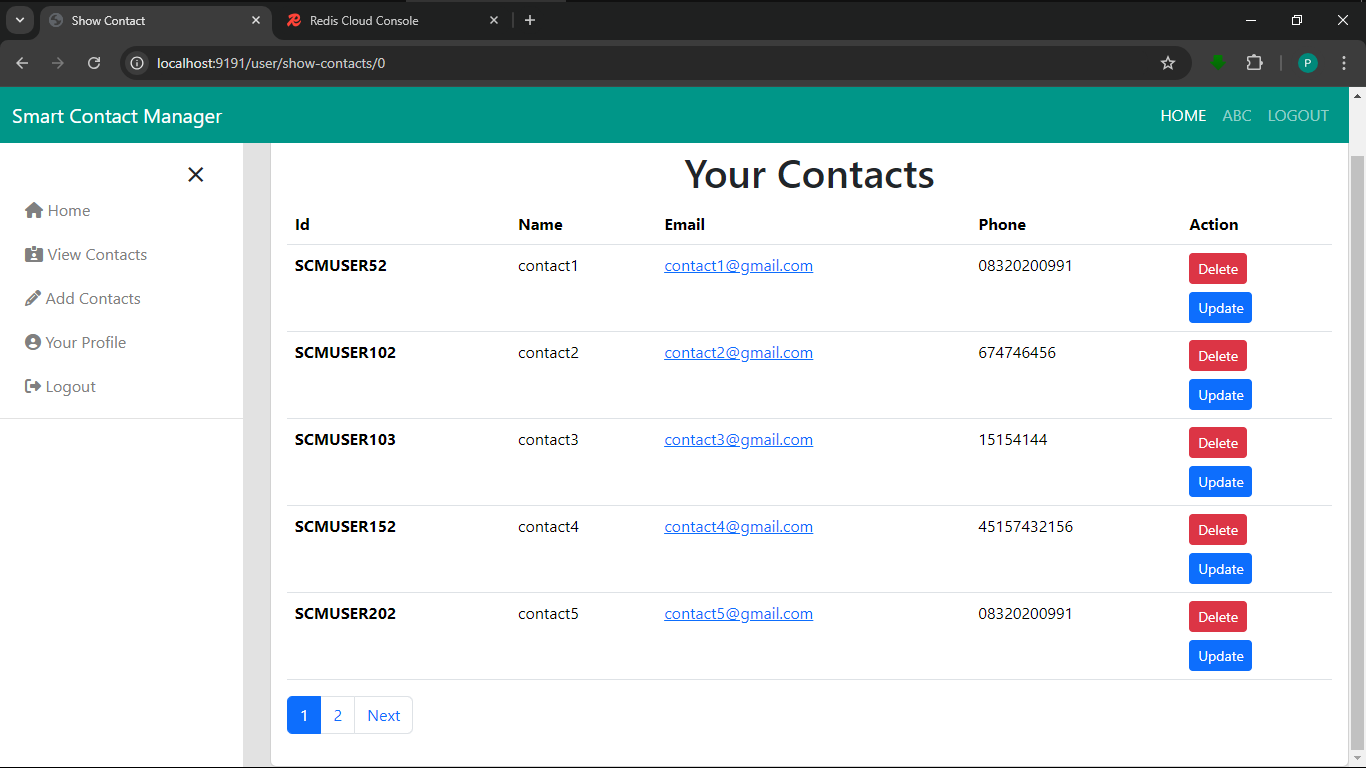 Show Contact
Redis Cloud Console
localhost:9191/user/show-contacts/0
P
Smart Contact Manager
HOME ABC LOGOUT
Home
View Contacts
Add Contacts
Your Profile
Logout
Your Contacts
Id Name Email Phone Action
SCMUSER52 contact1 contact1@gmail.com 08320200991 Delete
Update
SCMUSER102 contact2 contact2@gmail.com 674746456 Delete
Update
SCMUSER103 contact3 contact3@gmail.com 15154144 Delete
Update
SCMUSER152 contact4 contact4@gmail.com 45157432156 Delete
Update
SCMUSER202 contact5 contact5@gmail.com 08320200991 Delete
Update
1 2 Next